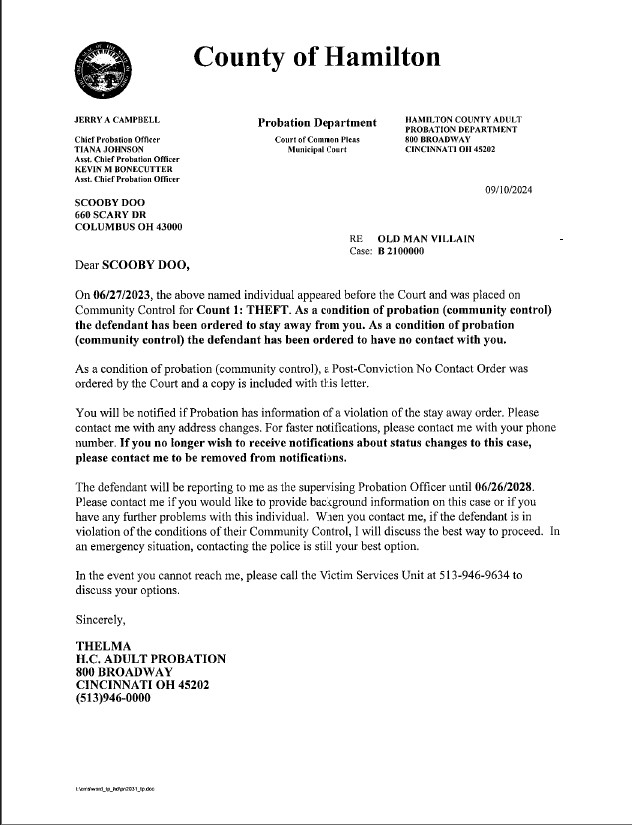 County of Hamilton
JERRY A CAMPBELL
Chief Probation Officer
TIANA JOHNSON
Asst. Chief Probation Officer
KEVIN M BONECUTTER
Asst. Chief Probation Officer
Probation Department
Court of Common Pleas
Municipal Court
HAMILTON COUNTY ADULT
PROBATION DEPARTMENT
800 BROADWAY
CINCINNATI OH 45202
09/10/2024
SCOOBY DOO
660 SCARY DR
COLUMBUS OH 43000
RE OLD MAN VILLAIN -
Case: B 2100000
Dear SCOOBY DOO,
On 06/27/2023, the above named individual appeared before the Court and was placed on
Community Control for Count 1: THEFT. As a condition of probation (community control)
the defendant has been ordered to stay away from you. As a condition of probation
(community control) the defendant has been ordered to have no contact with you.
As a condition of probation (community control), a Post-Conviction No Contact Order was
ordered by the Court and a copy is included with this letter.
You will be notified if Probation has information of a violation of the stay away order. Please
contact me with any address changes. For faster notifications, please contact me with your phone
number. If you no longer wish to receive notifications about status changes to this case,
please contact me to be removed from notifications.
The defendant will be reporting to me as the supervising Probation Officer until 06/26/2028.
Please contact me if you would like to provide background information on this case or if you
have any further problems with this individual. When you contact me, if the defendant is in
violation of the conditions of their Community Control, I will discuss the best way to proceed. In
an emergency situation, contacting the police is still your best option.
In the event you cannot reach me, please call the Victim Services Unit at 513-946-9634 to
discuss your options.
Sincerely,
THELMA
H.C. ADULT PROBATION
800 BROADWAY
CINCINNATI OH 45202
(513)946-0000